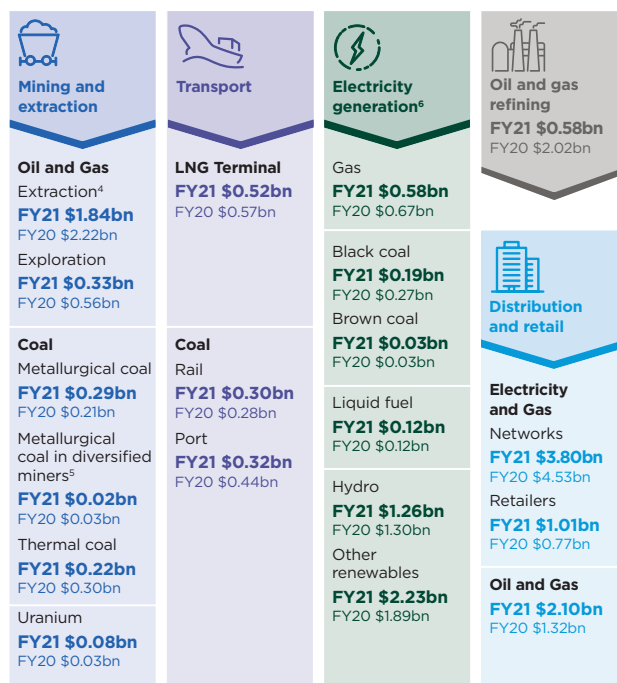 Mining and
extraction
Oil and Gas
Extraction⁴
FY21 $1.84bn
FY20 $2.22bn
Exploration
FY21 $0.33bn
FY20 $0.56bn
Coal
Metallurgical coal
FY21 $0.29bn
FY20 $0.21bn
Metallurgical
coal in diversified
miners⁵
FY21 $0.02bn
FY20 $0.03bn
Thermal coal
FY21 $0.22bn
FY20 $0.30bn
Uranium
FY21 $0.08bn
FY20 $0.03bn
Transport
LNG Terminal
FY21 $0.52bn
FY20 $0.57bn
Coal
Rail
FY21 $0.30bn
FY20 $0.28bn
Port
FY21 $0.32bn
FY20 $0.44bn
Electricity
generation⁶
Gas
FY21 $0.58bn
FY20 $0.67bn
Black coal
FY21 $0.19bn
FY20 $0.27bn
Brown coal
FY21 $0.03bn
FY20 $0.03bn
Liquid fuel
FY21 $0.12bn
FY20 $0.12bn
Hydro
FY21 $1.26bn
FY20 $1.30bn
Other
renewables
FY21 $2.23bn
FY20 $1.89bn
Oil and gas
refining
FY21 $0.58bn
FY20 $2.02bn
Distribution
and retail
Electricity
and Gas
Networks
FY21 $3.80bn
FY20 $4.53bn
Retailers
FY21 $1.01bn
FY20 $0.77bn
Oil and Gas
FY21 $2.10bn
FY20 $1.32bn